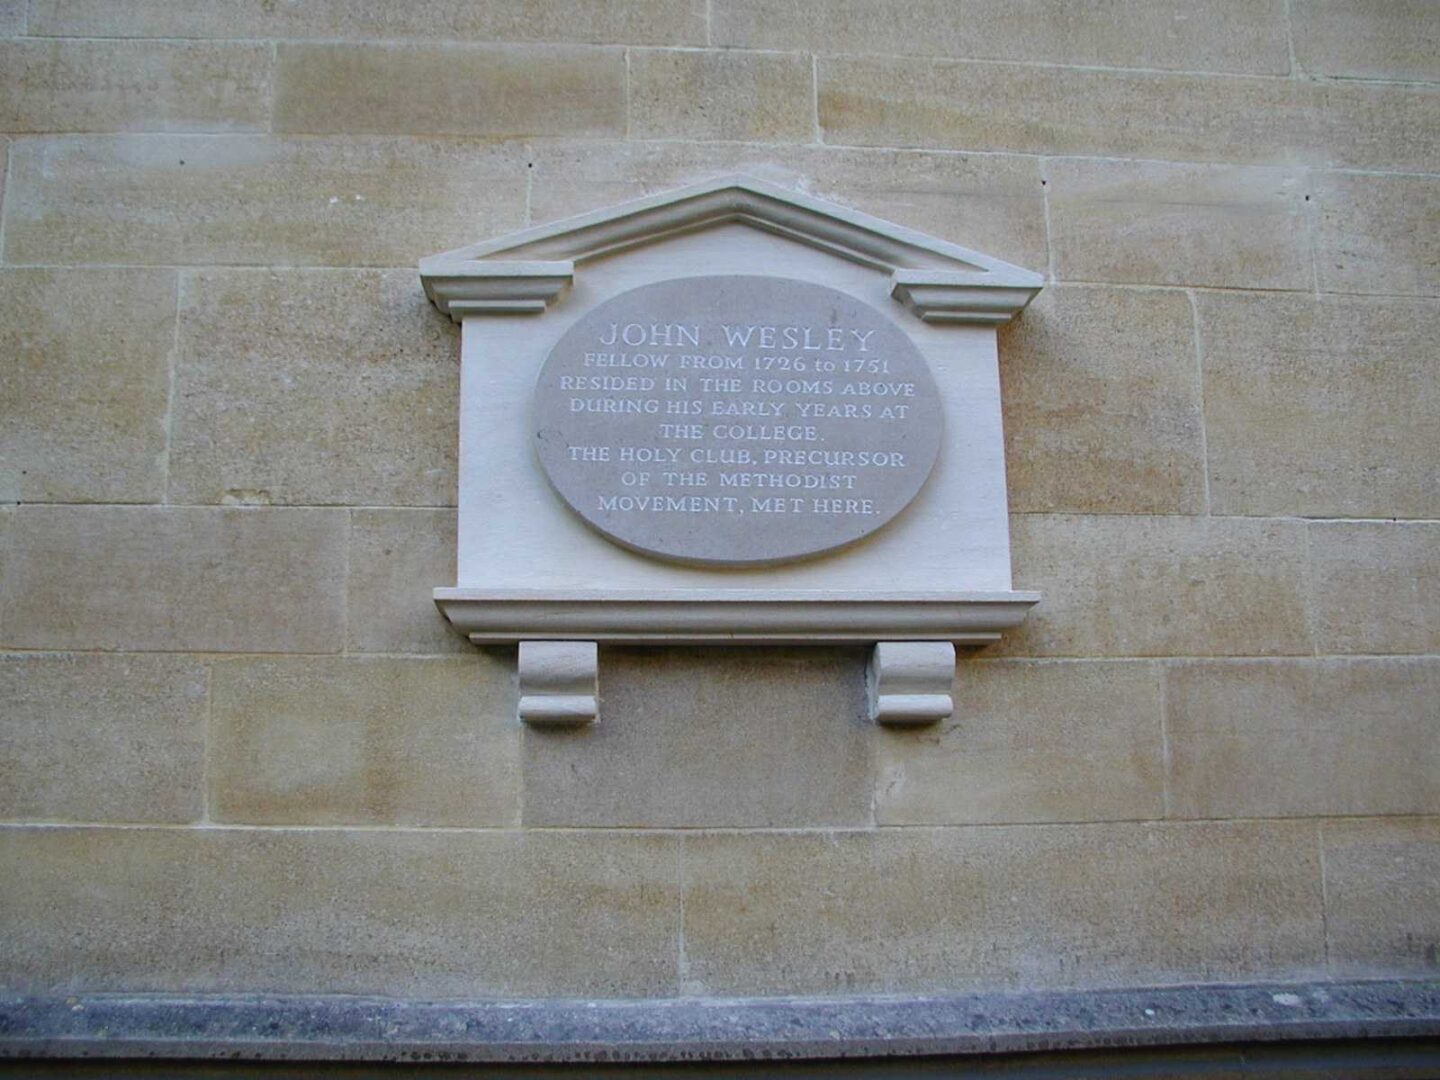 JOHN WESLEY
FELLOW FROM 1726 to 1751
RESIDED IN THE ROOMS ABOVE
DURING HIS EARLY YEARS AT
THE COLLEGE.
THE HOLY CLUB, PRECURSOR
OF THE METHODIST
MOVEMENT, MET HERE.